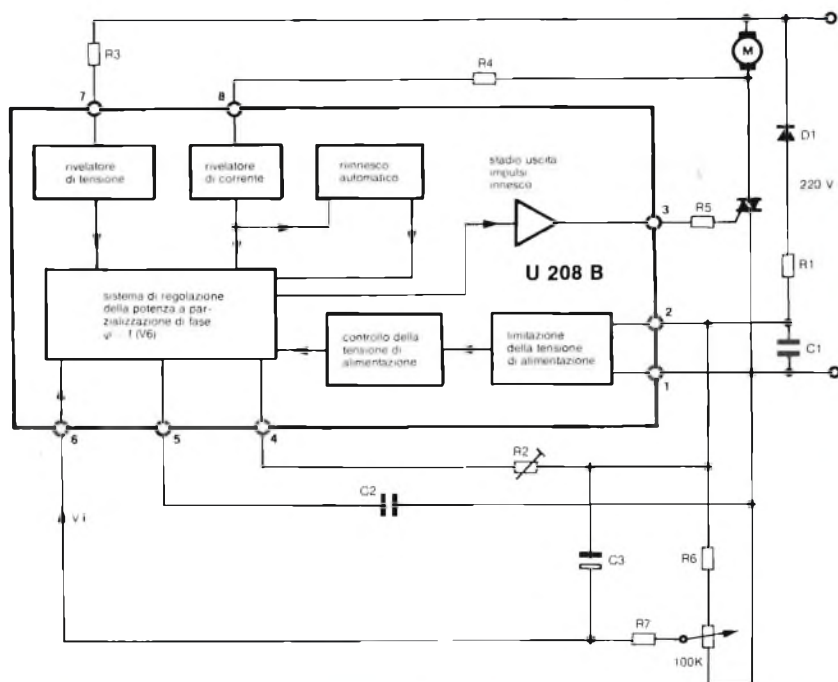 R3
M
7
8
R4
D1
220 V
rivelatore
di tensione
rivelatore
di corrente
riinnesco
automatico
stadio uscita
impulsi
innesco
3
R5
U 208 B
R1
sistema di regolazione
della potenza a par-
zializzazione di fase
φ = f (V6)
controllo della
tensione di
alimentazione
limitazione
della tensione
di alimentazione
2
C1
1
6
5
4
R2
C2
V i
C3
R6
R7
100K